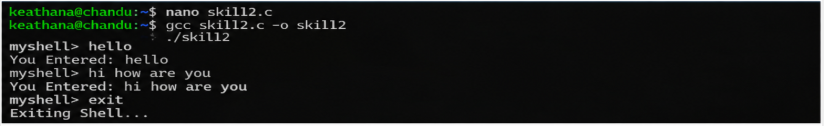 keathana@chandu:~$ nano skill2.c
keathana@chandu:~$ gcc skill2.c -o skill2
./skill2
myshell> hello
You Entered: hello
myshell> hi how are you
You Entered: hi how are you
myshell> exit
Exiting Shell...